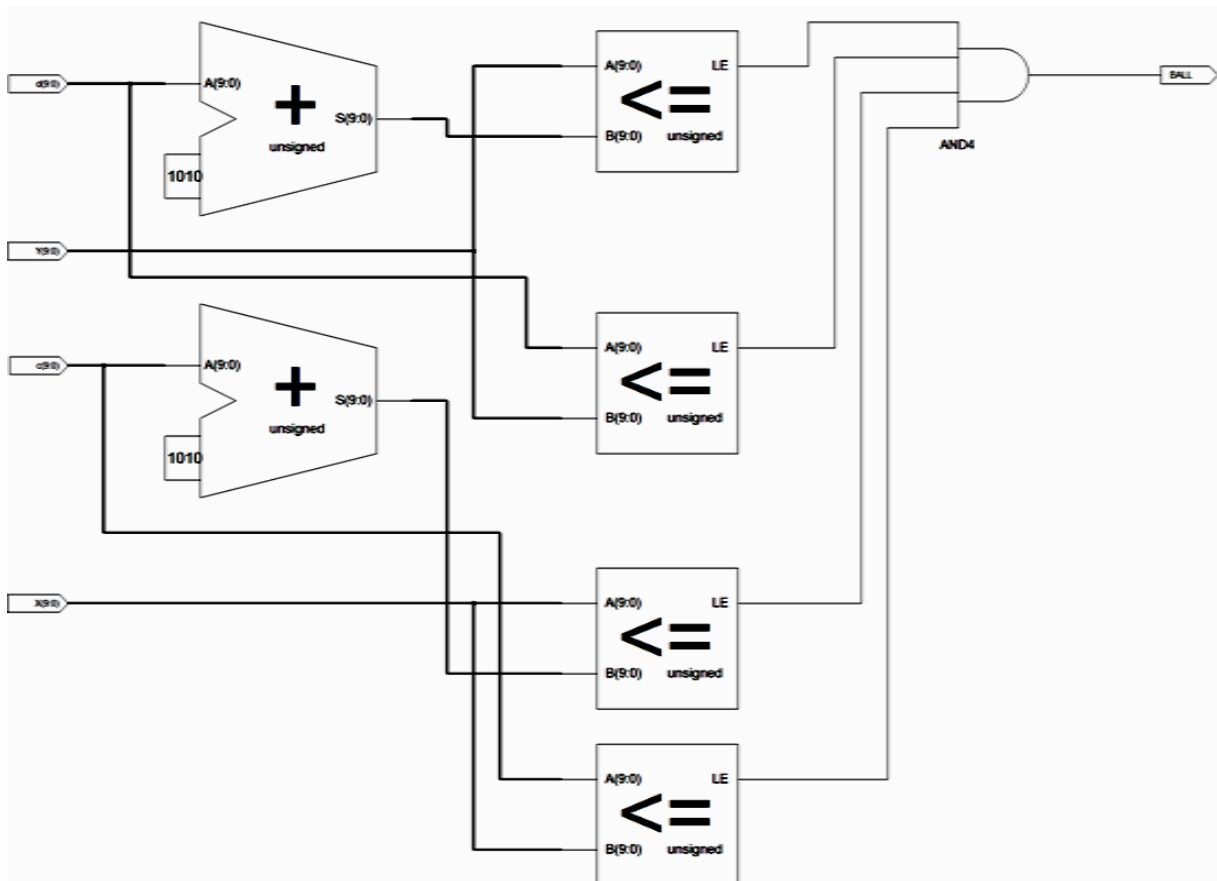 d(9:0)
A(9:0)
+
S(9:0)
unsigned
1010
A(9:0)
LE
<=
B(9:0)
unsigned
AND4
BALL
Y(9:0)
A(9:0)
LE
<=
B(9:0)
unsigned
c(9:0)
A(9:0)
+
S(9:0)
unsigned
1010
X(9:0)
A(9:0)
LE
<=
B(9:0)
unsigned
A(9:0)
LE
<=
B(9:0)
unsigned